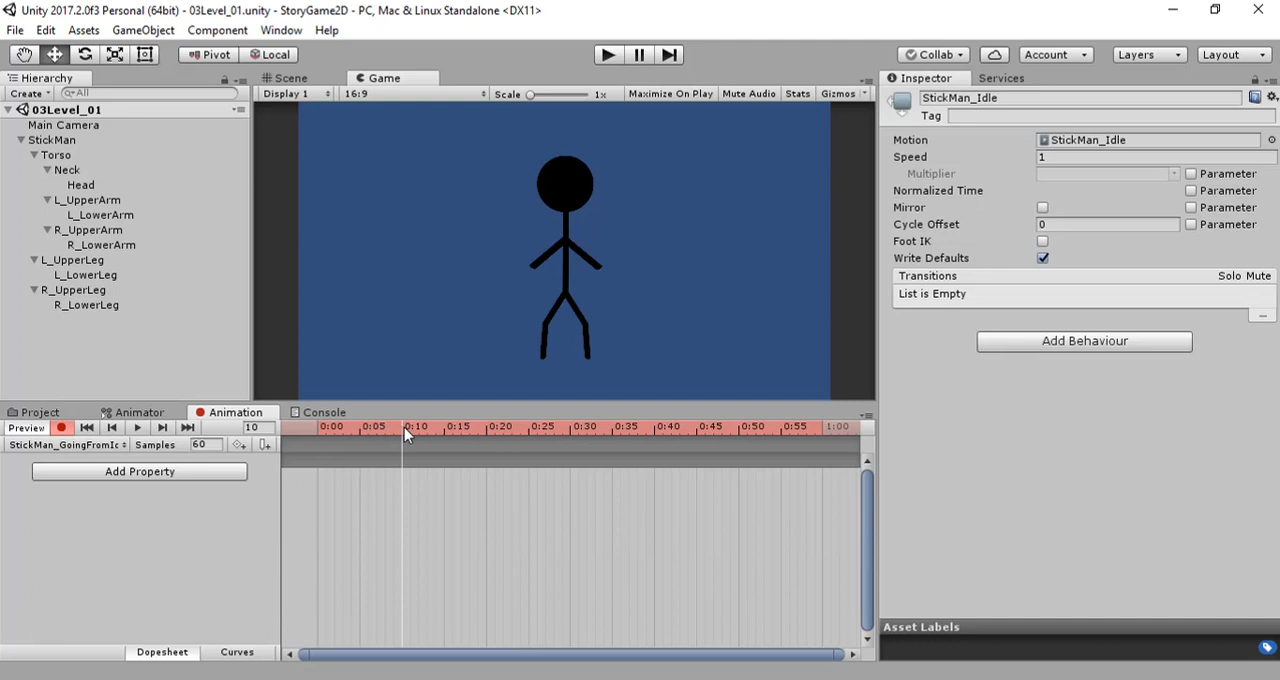 Unity 2017.2.0f3 Personal (64bit) - 03Level_01.unity - StoryGame2D - PC, Mac & Linux Standalone <DX11>
File Edit Assets GameObject Component Window Help
Pivot Local Collab Account Layers Layout
Hierarchy
Create All
03Level_01
Main Camera
StickMan
Torso
Neck
Head
L_UpperArm
L_LowerArm
R_UpperArm
R_LowerArm
L_UpperLeg
L_LowerLeg
R_UpperLeg
R_LowerLeg
Scene Game
Display 1 16:9 Scale 1x Maximize On Play Mute Audio Stats Gizmos
Inspector Services
StickMan_Idle
Tag
Motion StickMan_Idle
Speed 1
Multiplier Parameter
Normalized Time Parameter
Mirror Parameter
Cycle Offset 0 Parameter
Foot IK
Write Defaults
Transitions Solo Mute
List is Empty
Add Behaviour
Asset Labels
Project Animator Animation Console
Preview 10 0:00 0:05 0:10 0:15 0:20 0:25 0:30 0:35 0:40 0:45 0:50 0:55 1:00
StickMan_GoingFromIc Samples 60
Add Property
Dopesheet Curves